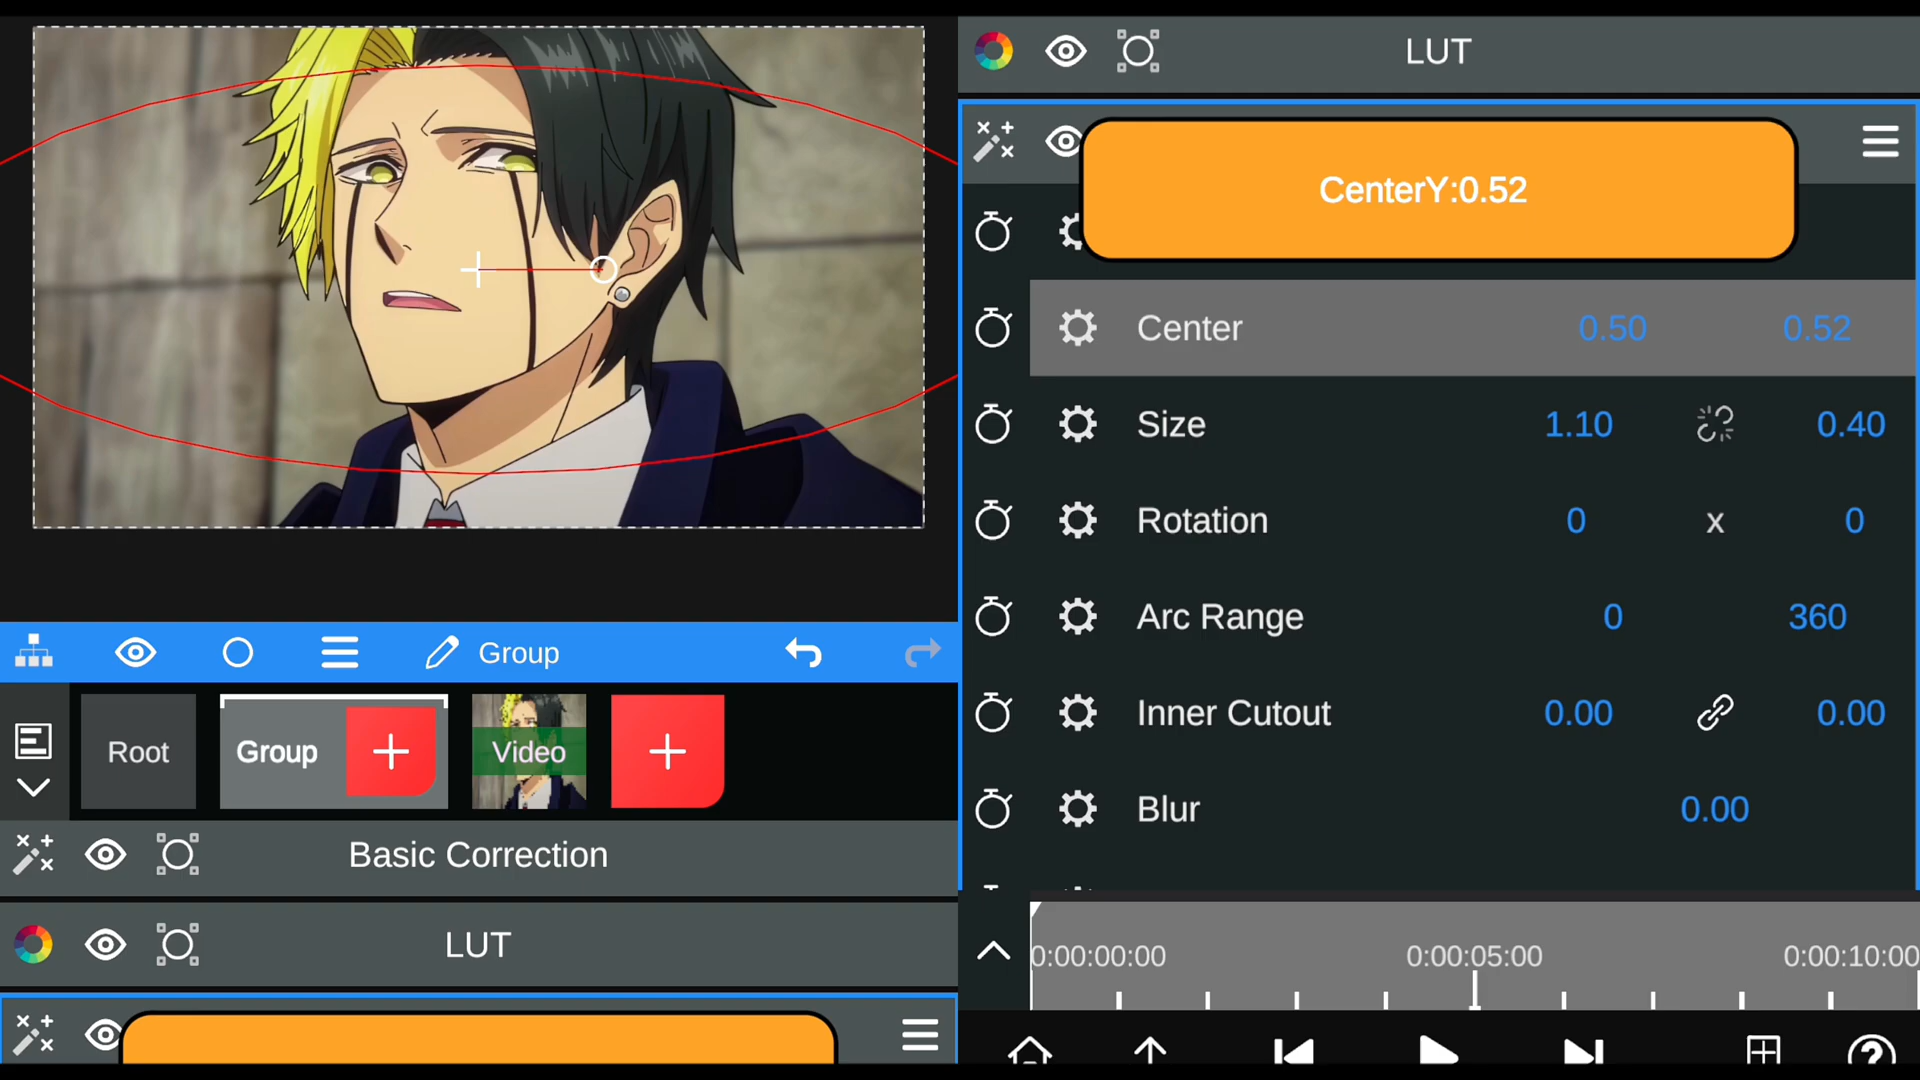 LUT
CenterY:0.52
Center 0.50 0.52
Size 1.10 0.40
Rotation 0 x 0
Arc Range 0 360
Inner Cutout 0.00 0.00
Blur 0.00
Group
Root
Group
Video
Basic Correction
LUT
0:00:00:00 0:00:05:00 0:00:10:00